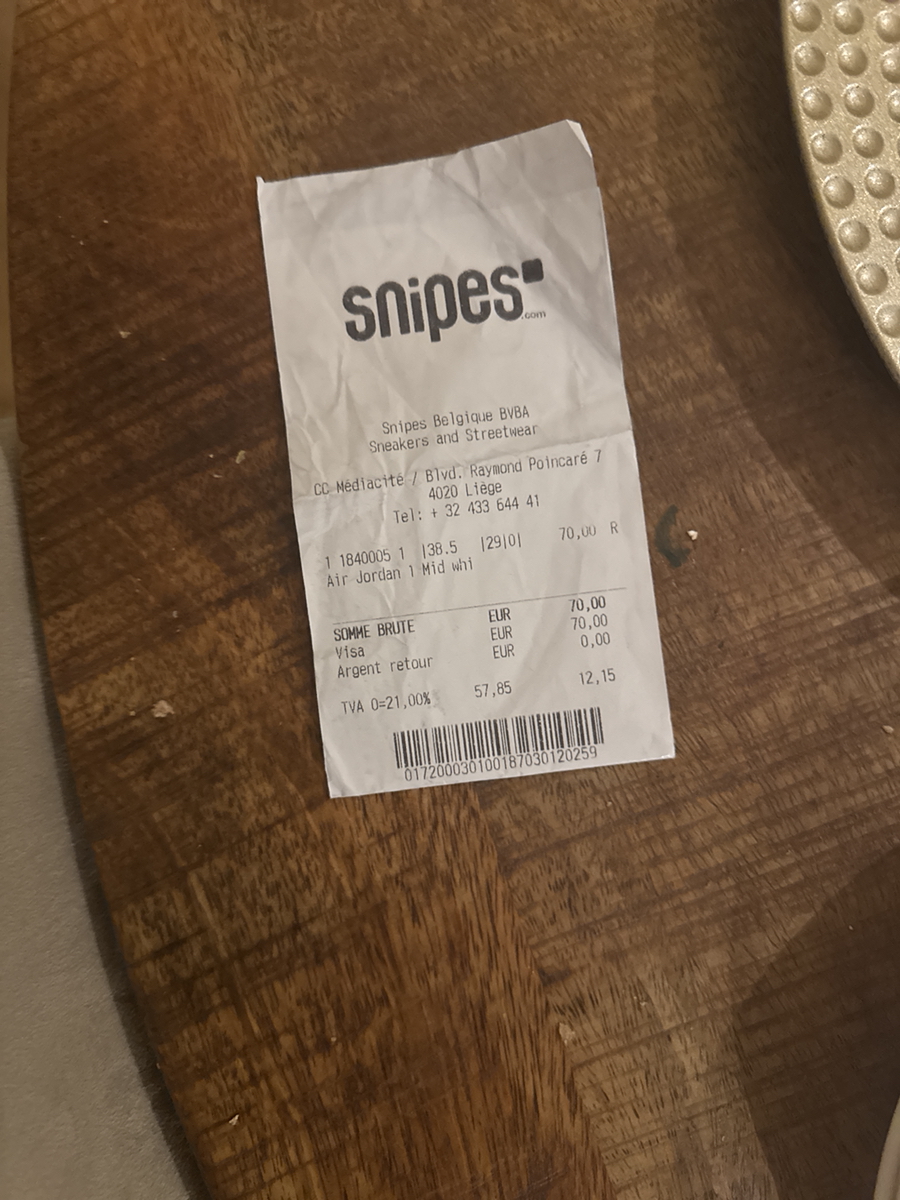 snipes
.com
Snipes Belgique BVBA
Sneakers and Streetwear
CC Médiacité / Blvd. Raymond Poincaré 7
4020 Liège
Tel: + 32 433 644 41
1 1840005 1 |38.5 |29|0| 70,00 R
Air Jordan 1 Mid whi
SOMME BRUTE EUR 70,00
Visa EUR 70,00
Argent retour EUR 0,00
TVA 0=21,00% 57,85 12,15
017200030100187030120259